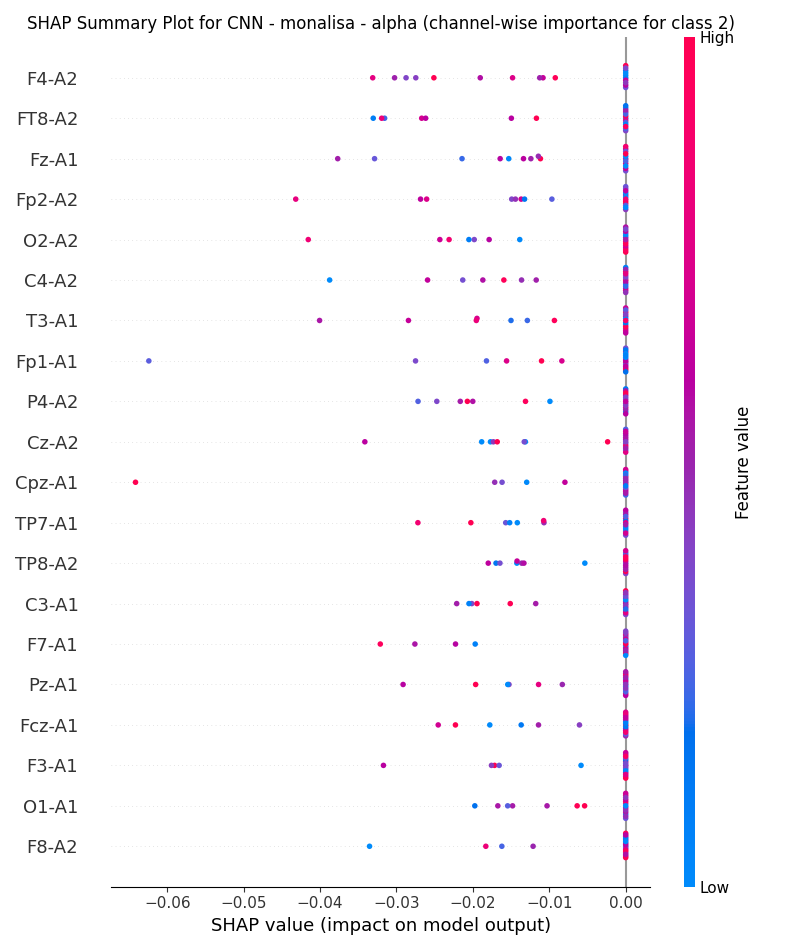 SHAP Summary Plot for CNN - monalisa - alpha (channel-wise importance for class 2)
High
F4-A2
FT8-A2
Fz-A1
Fp2-A2
O2-A2
C4-A2
T3-A1
Fp1-A1
P4-A2
Cz-A2
Cpz-A1
TP7-A1
TP8-A2
C3-A1
F7-A1
Pz-A1
Fcz-A1
F3-A1
O1-A1
F8-A2
Feature value
Low
−0.06 −0.05 −0.04 −0.03 −0.02 −0.01 0.00
SHAP value (impact on model output)